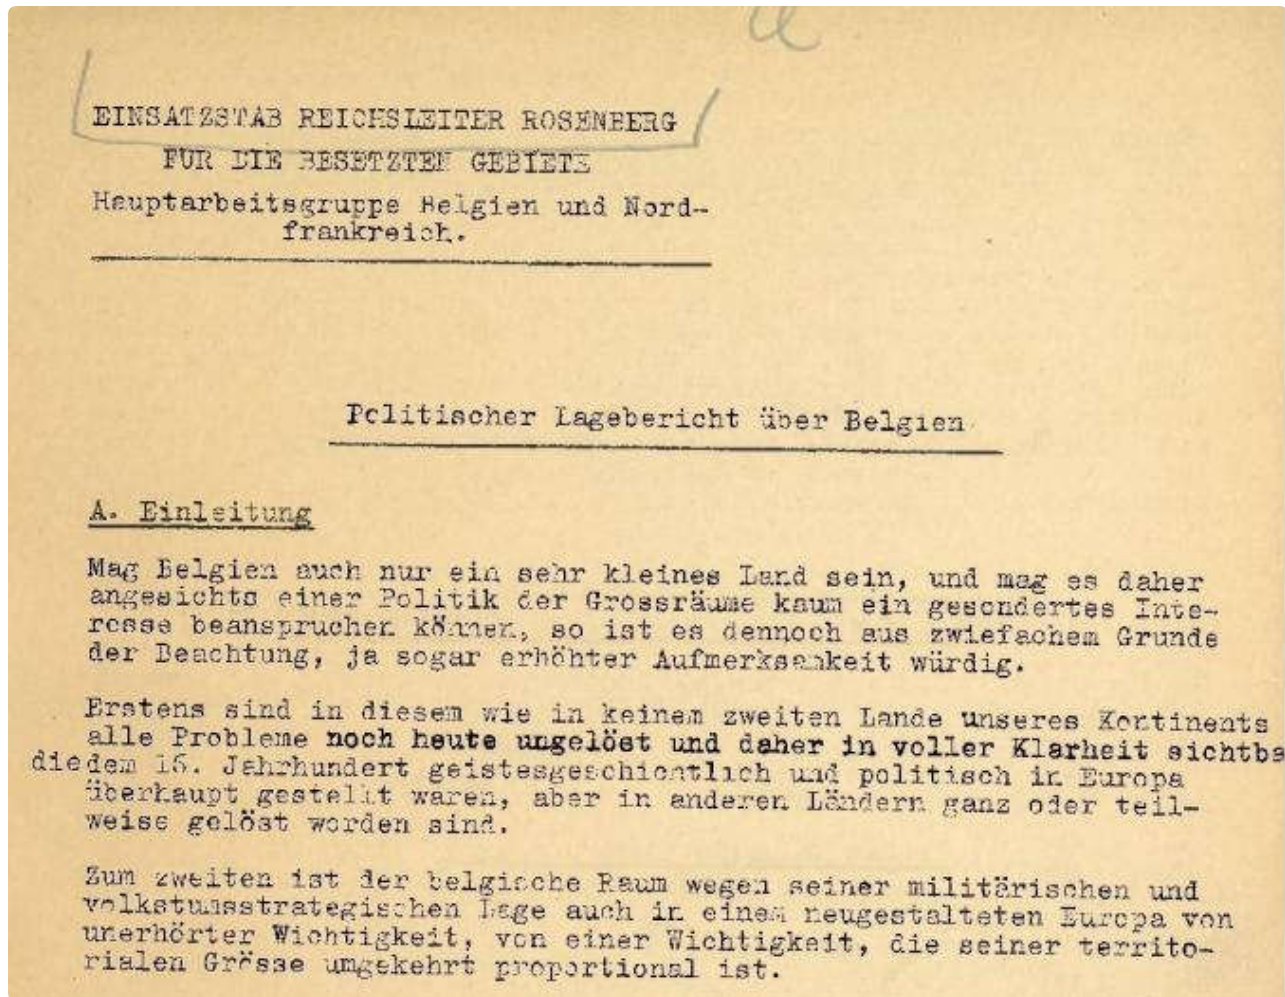 EINSATZSTAB REICHSLEITER ROSENBERG
FÜR DIE BESETZTEN GEBIETE
Hauptarbeitsgruppe Belgien und Nord-
frankreich.
Politischer Lagebericht über Belgien
A. Einleitung
Mag Belgien auch nur ein sehr kleines Land sein, und mag es daher
angesichts einer Politik der Grossräume kaum ein gesondertes Inte-
resse beanspruchen können, so ist es dennoch aus zwiefachem Grunde
der Beachtung, ja sogar erhöhter Aufmerksamkeit würdig.
Erstens sind in diesem wie in keinem zweiten Lande unseres Kontinents
alle Probleme noch heute ungelöst und daher in voller Klarheit sichtba
die dem Jahrhundert geistesgeschichtlich und politisch in Europa
überhaupt gestellt waren, aber in anderen Ländern ganz oder teil-
weise gelöst worden sind.
Zum zweiten ist der belgische Raum wegen seiner militärischen und
volkstumsstrategischen Lage auch in einem neugestalteten Europa von
unerhörter Wichtigkeit, von einer Wichtigkeit, die seiner territo-
rialen Grösse umgekehrt proportional ist.